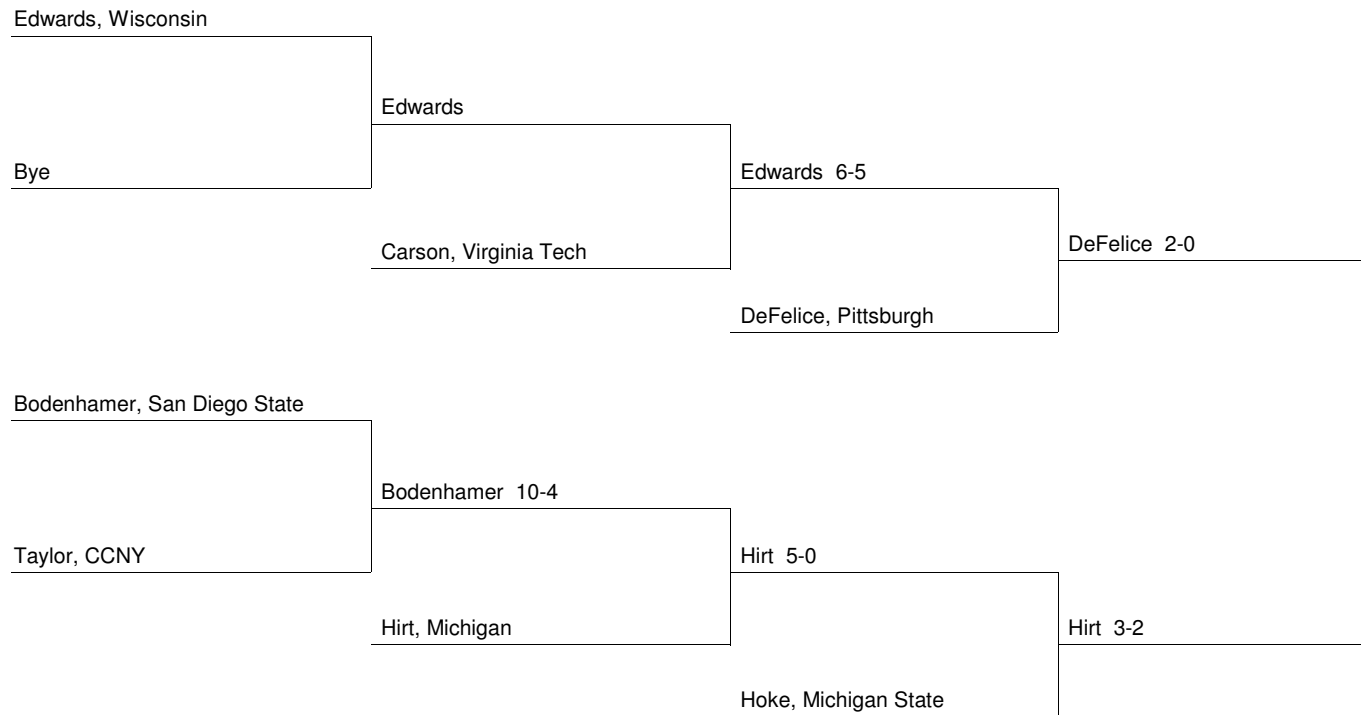 Edwards, Wisconsin
Edwards
Bye
Edwards 6-5
Carson, Virginia Tech
DeFelice 2-0
DeFelice, Pittsburgh
Bodenhamer, San Diego State
Bodenhamer 10-4
Taylor, CCNY
Hirt 5-0
Hirt, Michigan
Hirt 3-2
Hoke, Michigan State